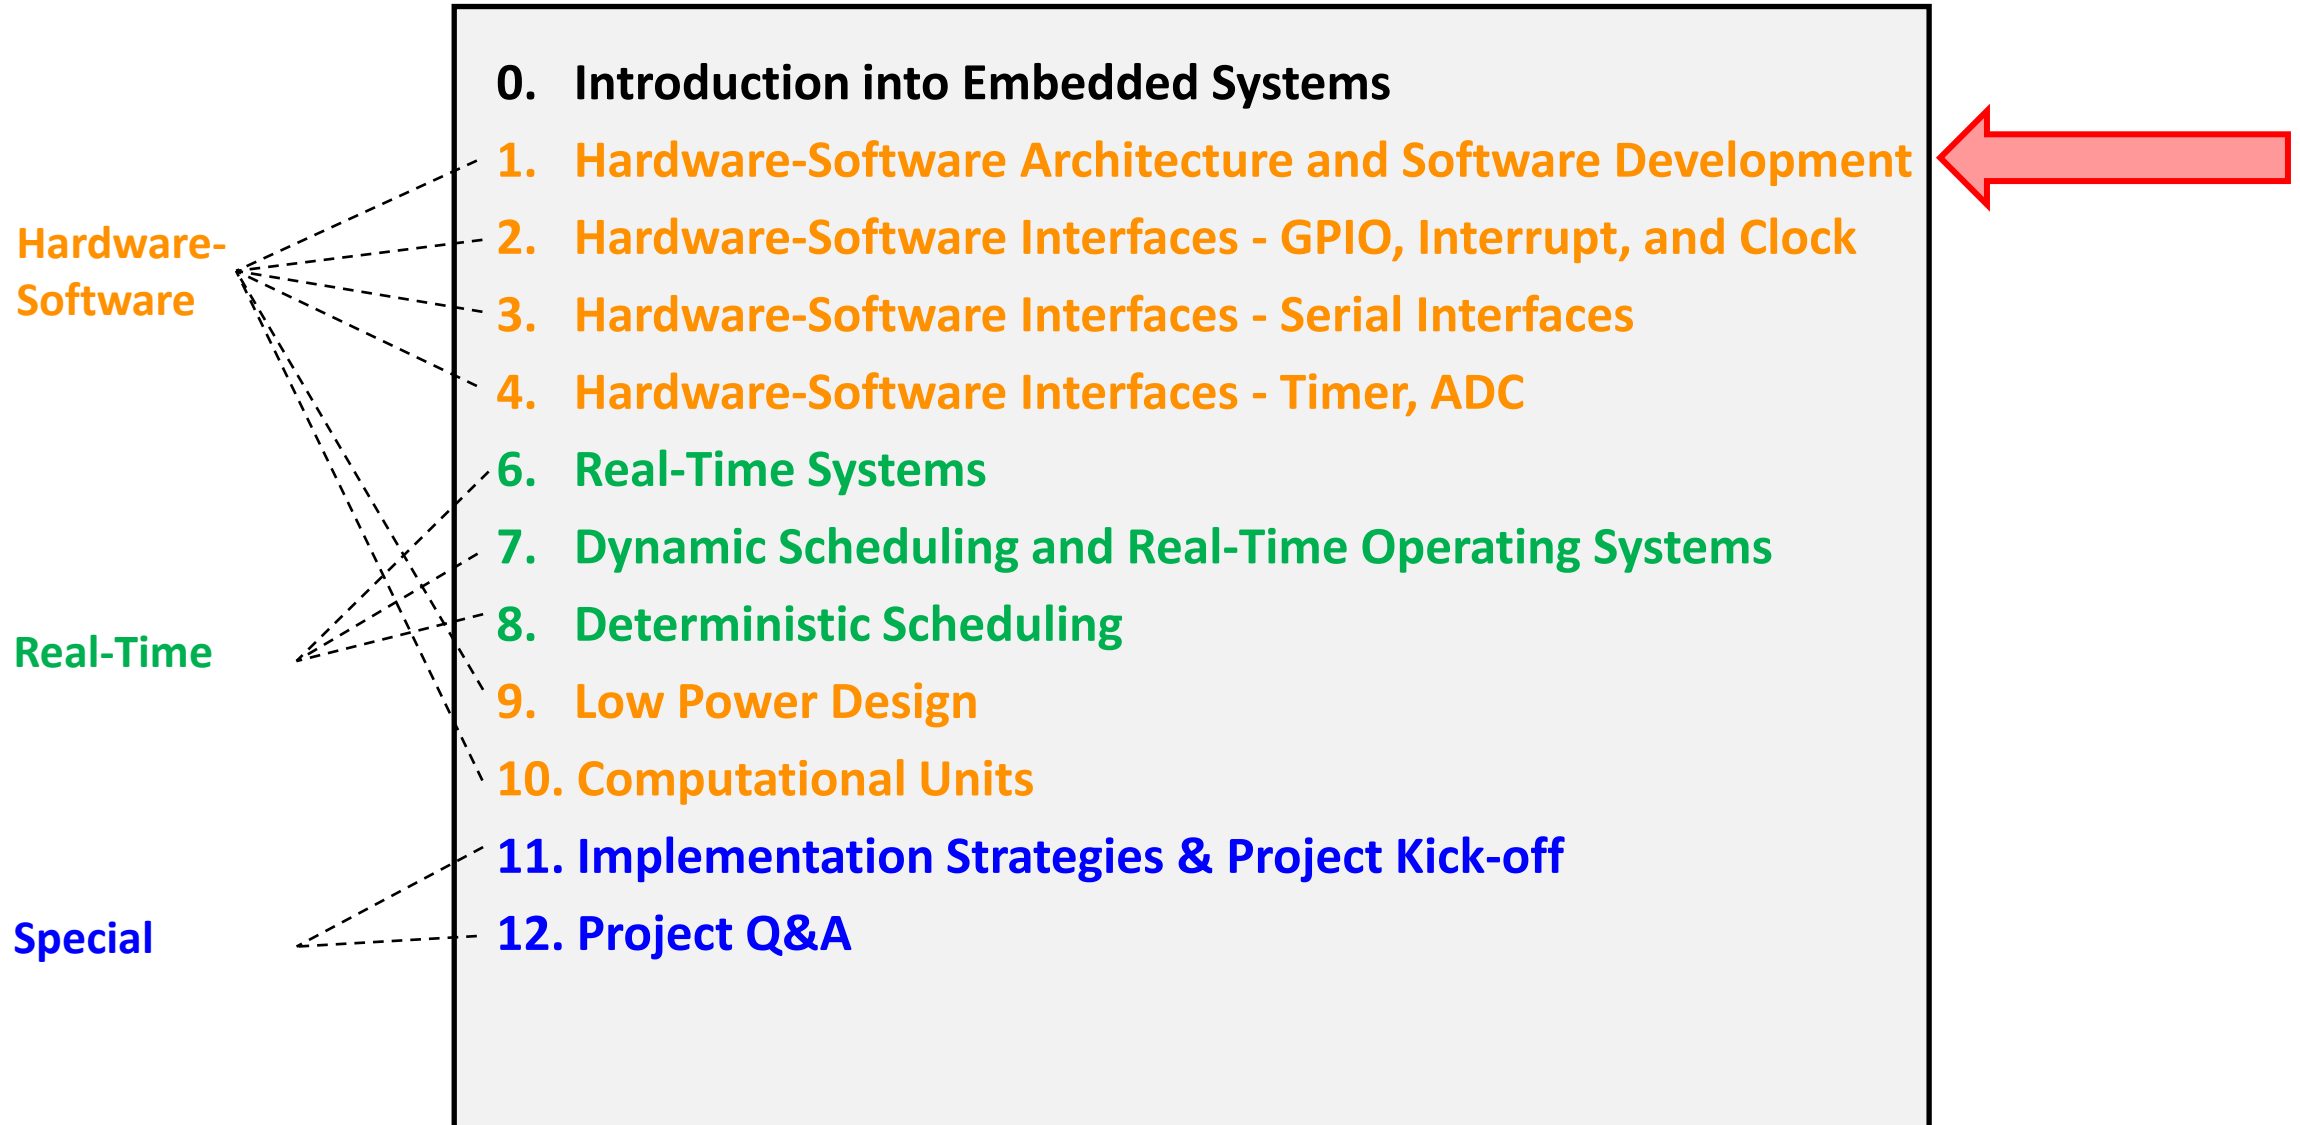 0. Introduction into Embedded Systems
1. Hardware-Software Architecture and Software Development
2. Hardware-Software Interfaces - GPIO, Interrupt, and Clock
3. Hardware-Software Interfaces - Serial Interfaces
4. Hardware-Software Interfaces - Timer, ADC
6. Real-Time Systems
7. Dynamic Scheduling and Real-Time Operating Systems
8. Deterministic Scheduling
9. Low Power Design
10. Computational Units
11. Implementation Strategies & Project Kick-off
12. Project Q&A
Hardware-
Software
Real-Time
Special